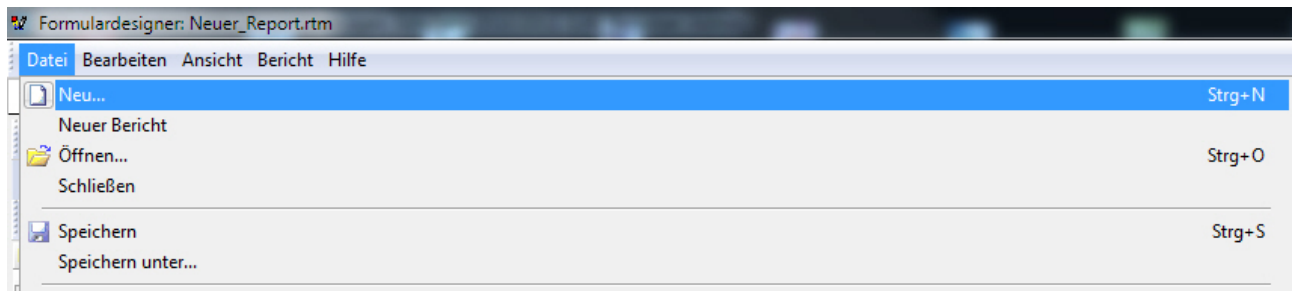 Formulardesigner: Neuer_Report.rtm
Datei Bearbeiten Ansicht Bericht Hilfe
Neu... Strg+N
Neuer Bericht
Öffnen... Strg+O
Schließen
Speichern Strg+S
Speichern unter...